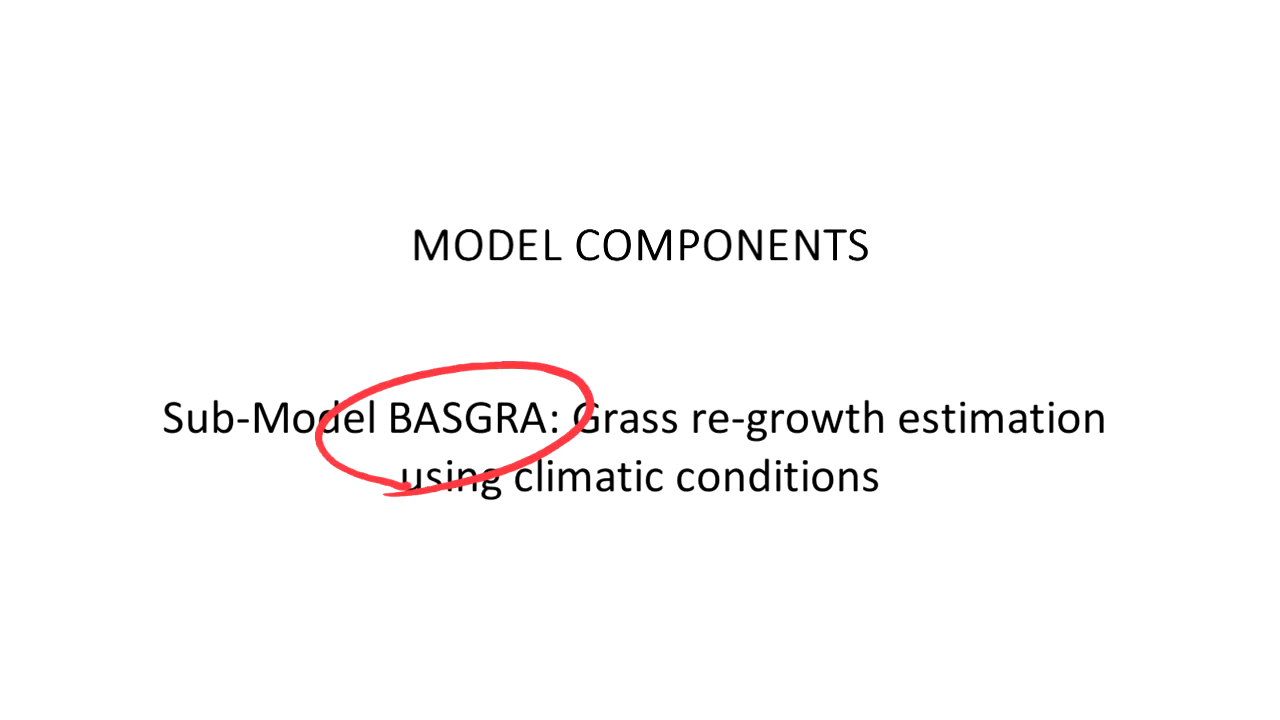 MODEL COMPONENTS
Sub-Model BASGRA: Grass re-growth estimation
using climatic conditions